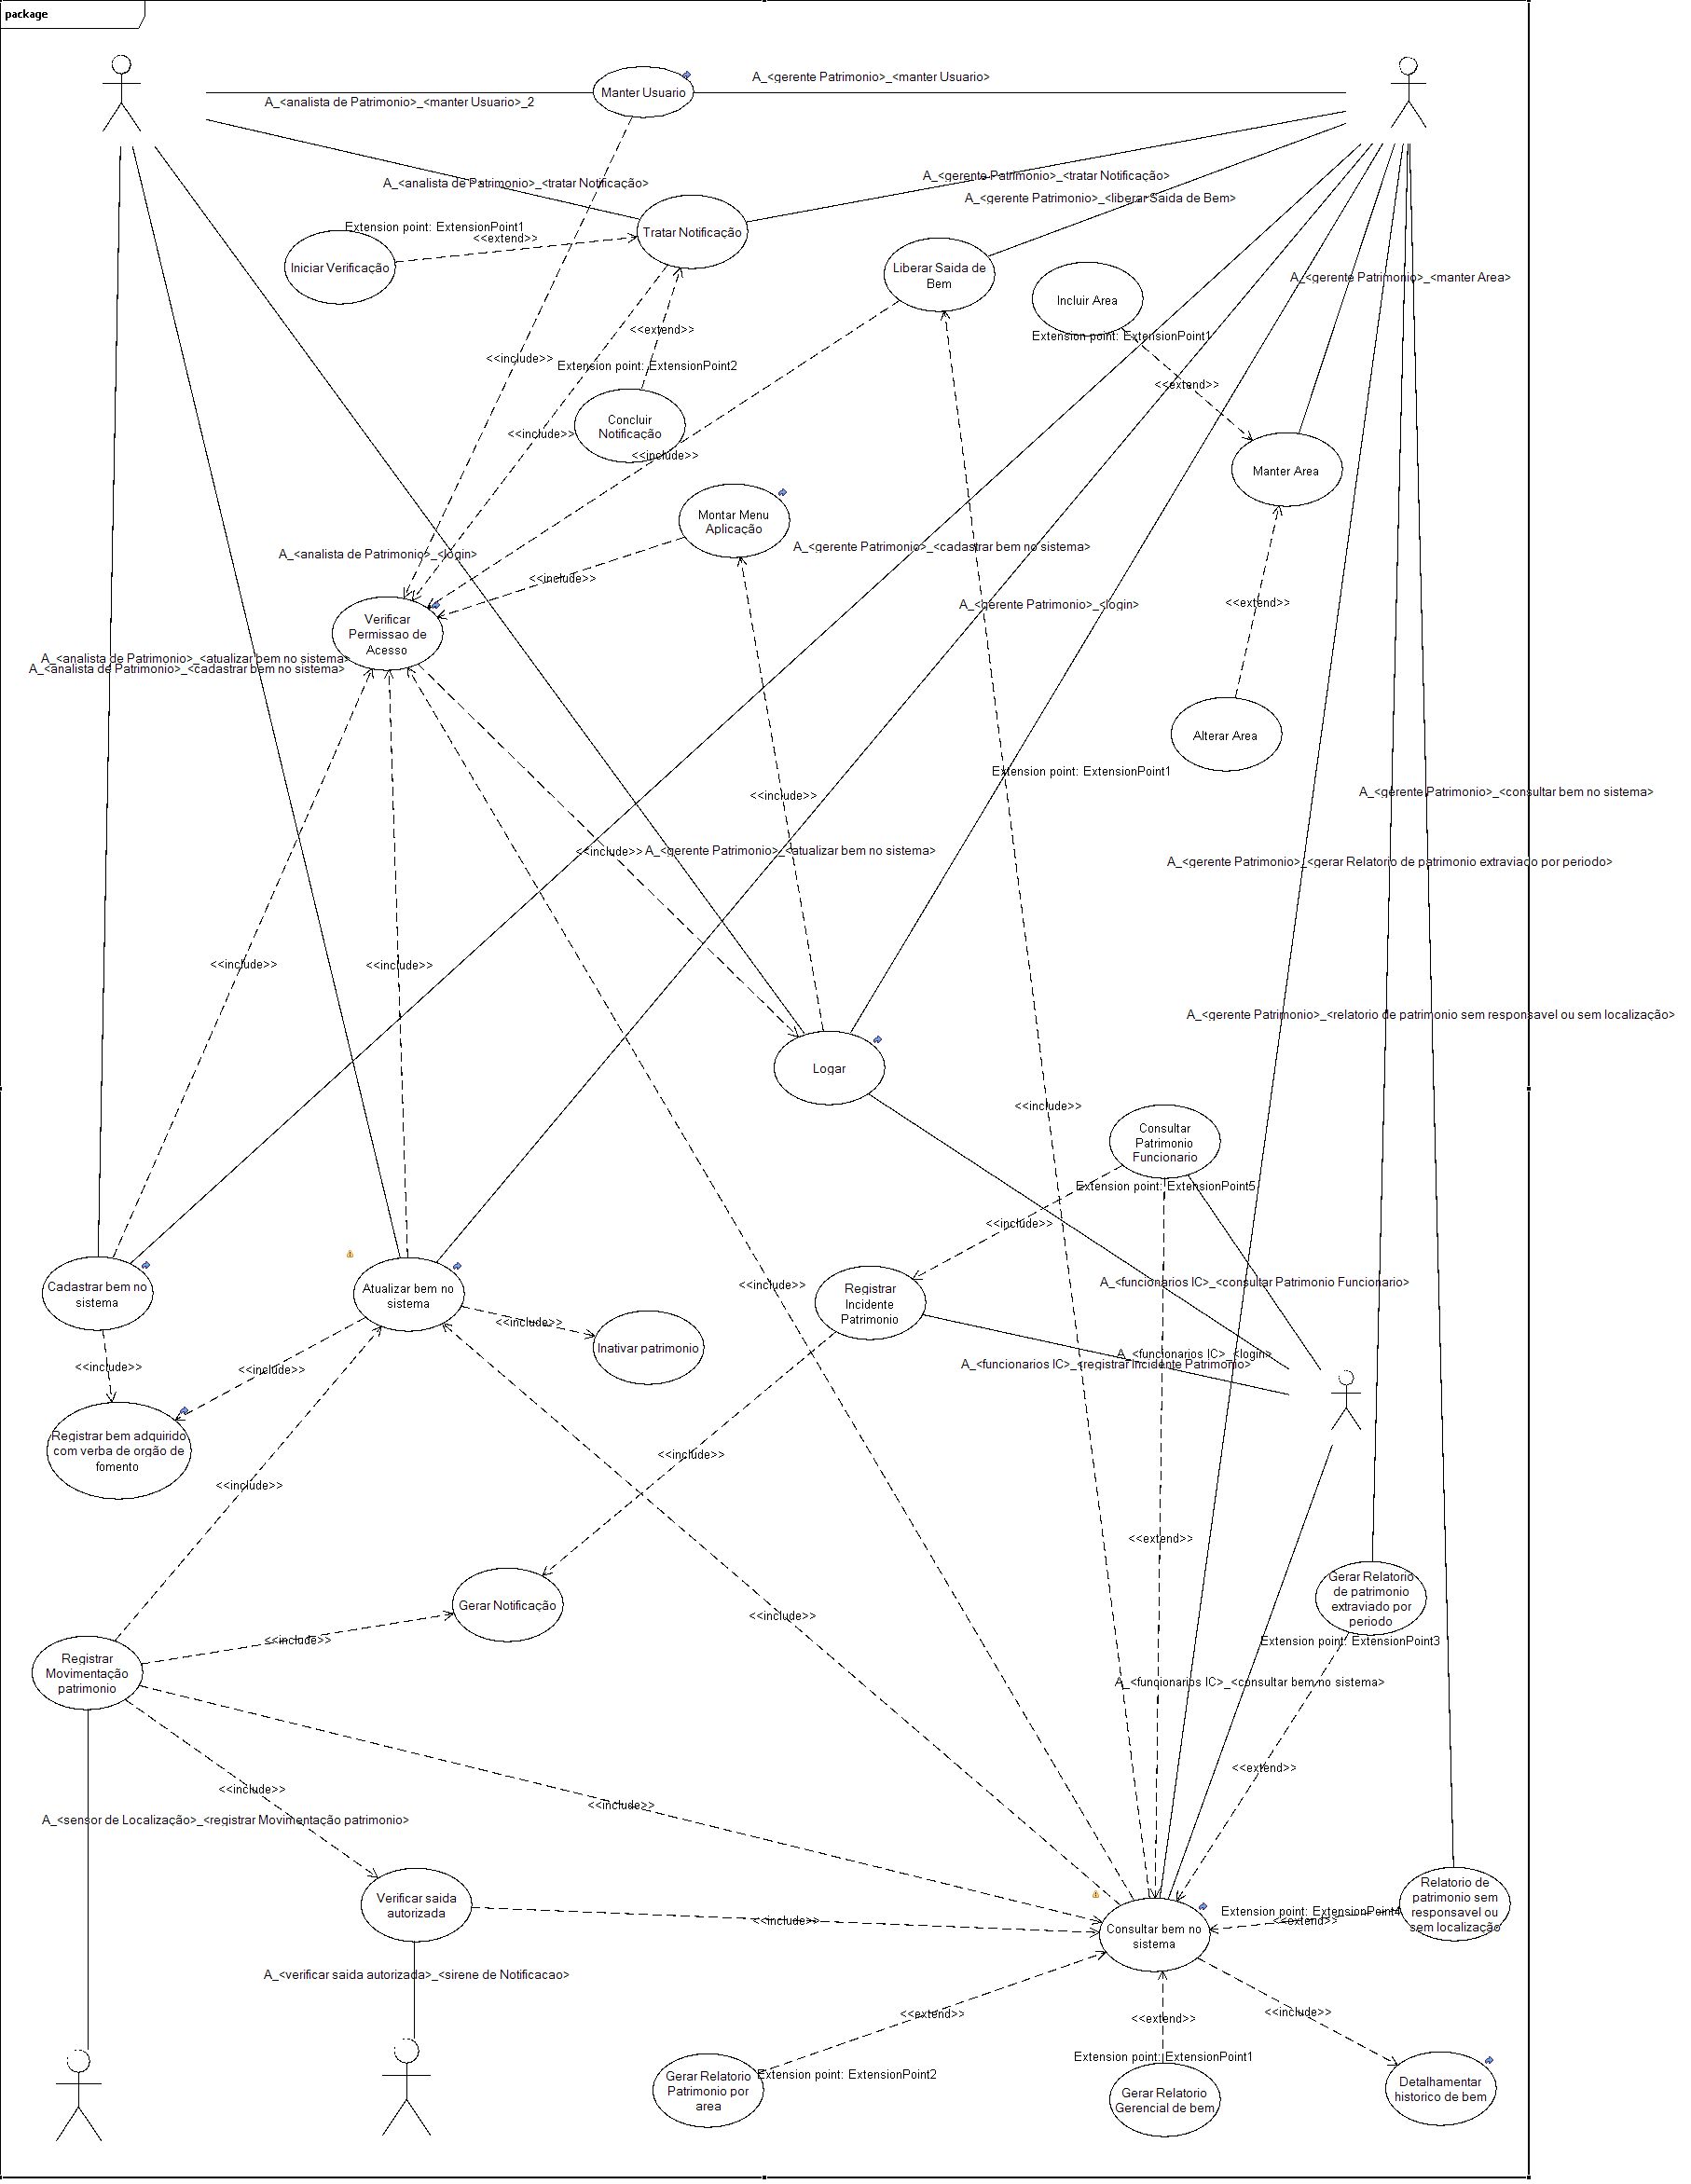 package
A_<gerente Patrimonio>_<manter Usuario>
Manter Usuario
A_<analista de Patrimonio>_<manter Usuario>_2
A_<gerente Patrimonio>_<tratar Notificação>
A_<analista de Patrimonio>_<tratar Notificação>
A_<gerente Patrimonio>_<liberar Saida de Bem>
Extension point: ExtensionPoint1
<<extend>>
Tratar Notificação
Iniciar Verificação
Liberar Saida de
Bem
A_<gerente Patrimonio>_<manter Area>
Incluir Area
<<extend>>
Extension point: ExtensionPoint1
<<include>>
Extension point: ExtensionPoint2
<<extend>>
Concluir
Notificação
<<include>>
<<include>>
Manter Area
Montar Menu
Aplicação
A_<gerente Patrimonio>_<cadastrar bem no sistema>
A_<analista de Patrimonio>_<login>
<<include>>
<<extend>>
A_<gerente Patrimonio>_<login>
Verificar
Permissao de
Acesso
A_<analista de Patrimonio>_<atualizar bem no sistema>
A_<analista de Patrimonio>_<cadastrar bem no sistema>
Alterar Area
Extension point: ExtensionPoint1
A_<gerente Patrimonio>_<consultar bem no sistema>
<<include>>
<<include>>
A_<gerente Patrimonio>_<atualizar bem no sistema>
A_<gerente Patrimonio>_<gerar Relatorio de patrimonio extraviado por periodo>
<<include>>
<<include>>
A_<gerente Patrimonio>_<relatorio de patrimonio sem responsavel ou sem localização>
Logar
<<include>>
Consultar
Patrimonio
Funcionario
Extension point: ExtensionPoint5
<<include>>
Cadastrar bem no
sistema
Atualizar bem no
sistema
<<include>>
Registrar
Incidente
Patrimonio
A_<funcionarios IC>_<consultar Patrimonio Funcionario>
<<include>>
Inativar patrimonio
A_<funcionarios IC>_<login>
A_<funcionarios IC>_<registrar Incidente Patrimonio>
<<include>>
<<include>>
Registrar bem adquirido
com verba de orgão de
fomento
<<include>>
<<include>>
<<extend>>
Gerar Relatorio
de patrimonio
extraviado por
periodo
Gerar Notificação
<<include>>
<<include>>
Extension point: ExtensionPoint3
Registrar
Movimentação
patrimonio
A_<funcionarios IC>_<consultar bem no sistema>
<<extend>>
<<include>>
<<include>>
A_<sensor de Localização>_<registrar Movimentação patrimonio>
Verificar saida
autorizada
Relatorio de
patrimonio sem
responsavel ou
sem localização
Extension point: ExtensionPoint4
<<extend>>
<<include>>
Consultar bem no
sistema
A_<verificar saida autorizada>_<sirene de Notificacao>
<<extend>>
<<extend>>
<<include>>
Extension point: ExtensionPoint1
Extension point: ExtensionPoint2
Gerar Relatorio
Patrimonio por
area
Gerar Relatorio
Gerencial de bem
Detalhamentar
historico de bem